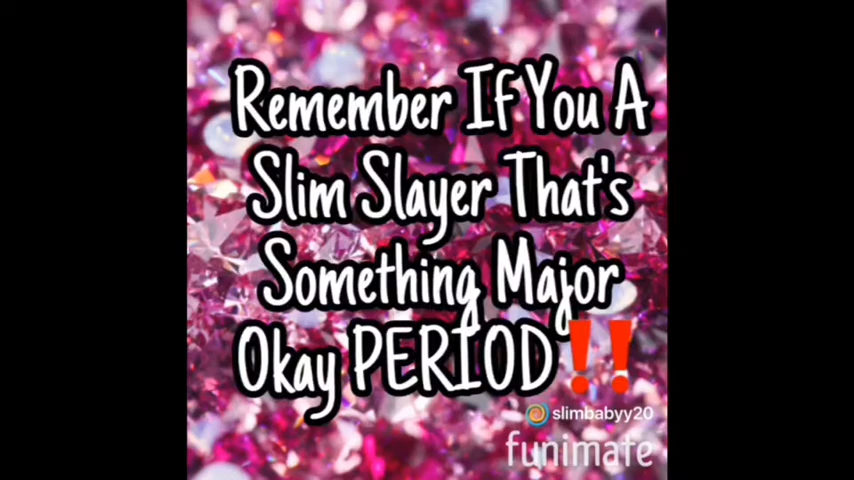 Remember If You A
Slim Slayer That's
Something Major
Okay PERIOD‼️
slimbabyy20
funimate